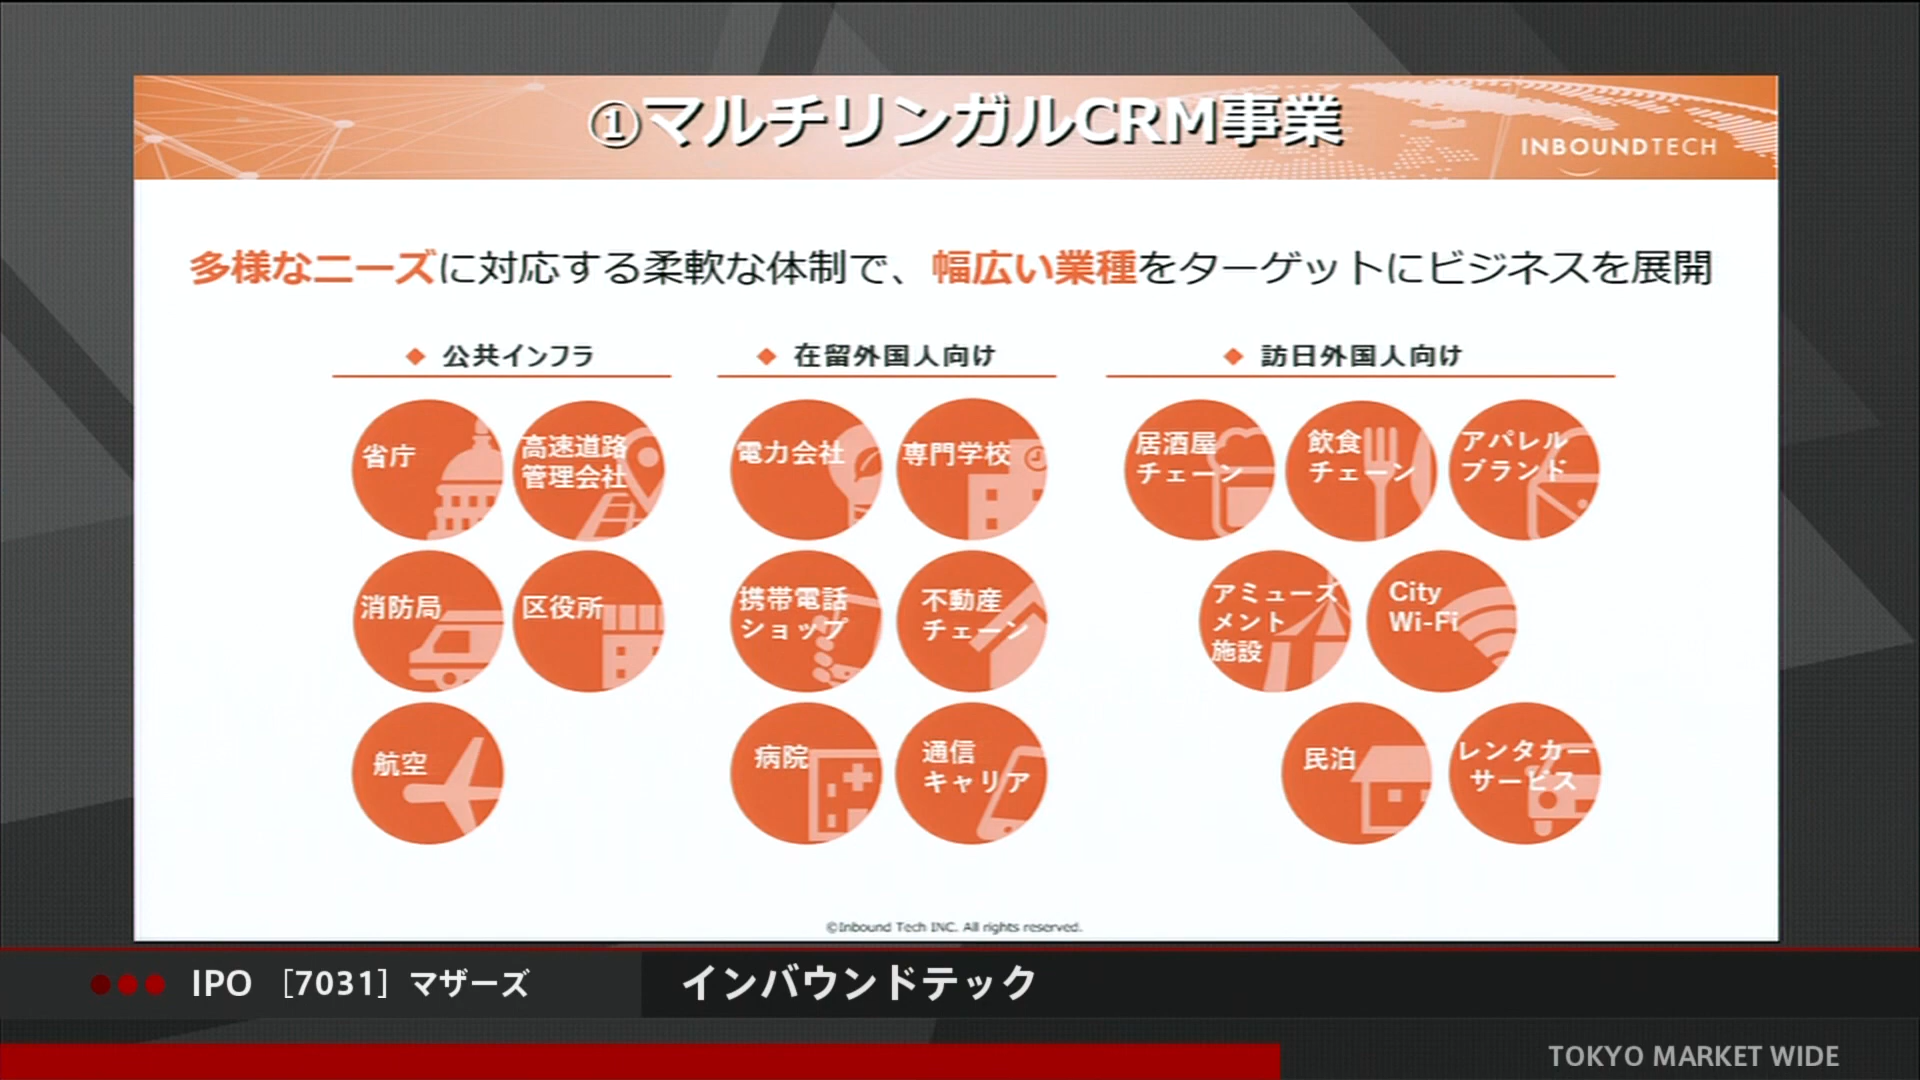 ①マルチリンガルCRM事業
INBOUNDTECH
多様なニーズに対応する柔軟な体制で、幅広い業種をターゲットにビジネスを展開
◆ 公共インフラ
省庁
高速道路
管理会社
消防局
区役所
航空
◆ 在留外国人向け
電力会社
専門学校
携帯電話
ショップ
不動産
チェーン
病院
通信
キャリア
◆ 訪日外国人向け
居酒屋
チェーン
飲食
チェーン
アパレル
ブランド
アミューズ
メント
施設
City
Wi-Fi
民泊
レンタカー
サービス
©Inbound Tech INC. All rights reserved.
IPO [7031] マザーズ
インバウンドテック
TOKYO MARKET WIDE